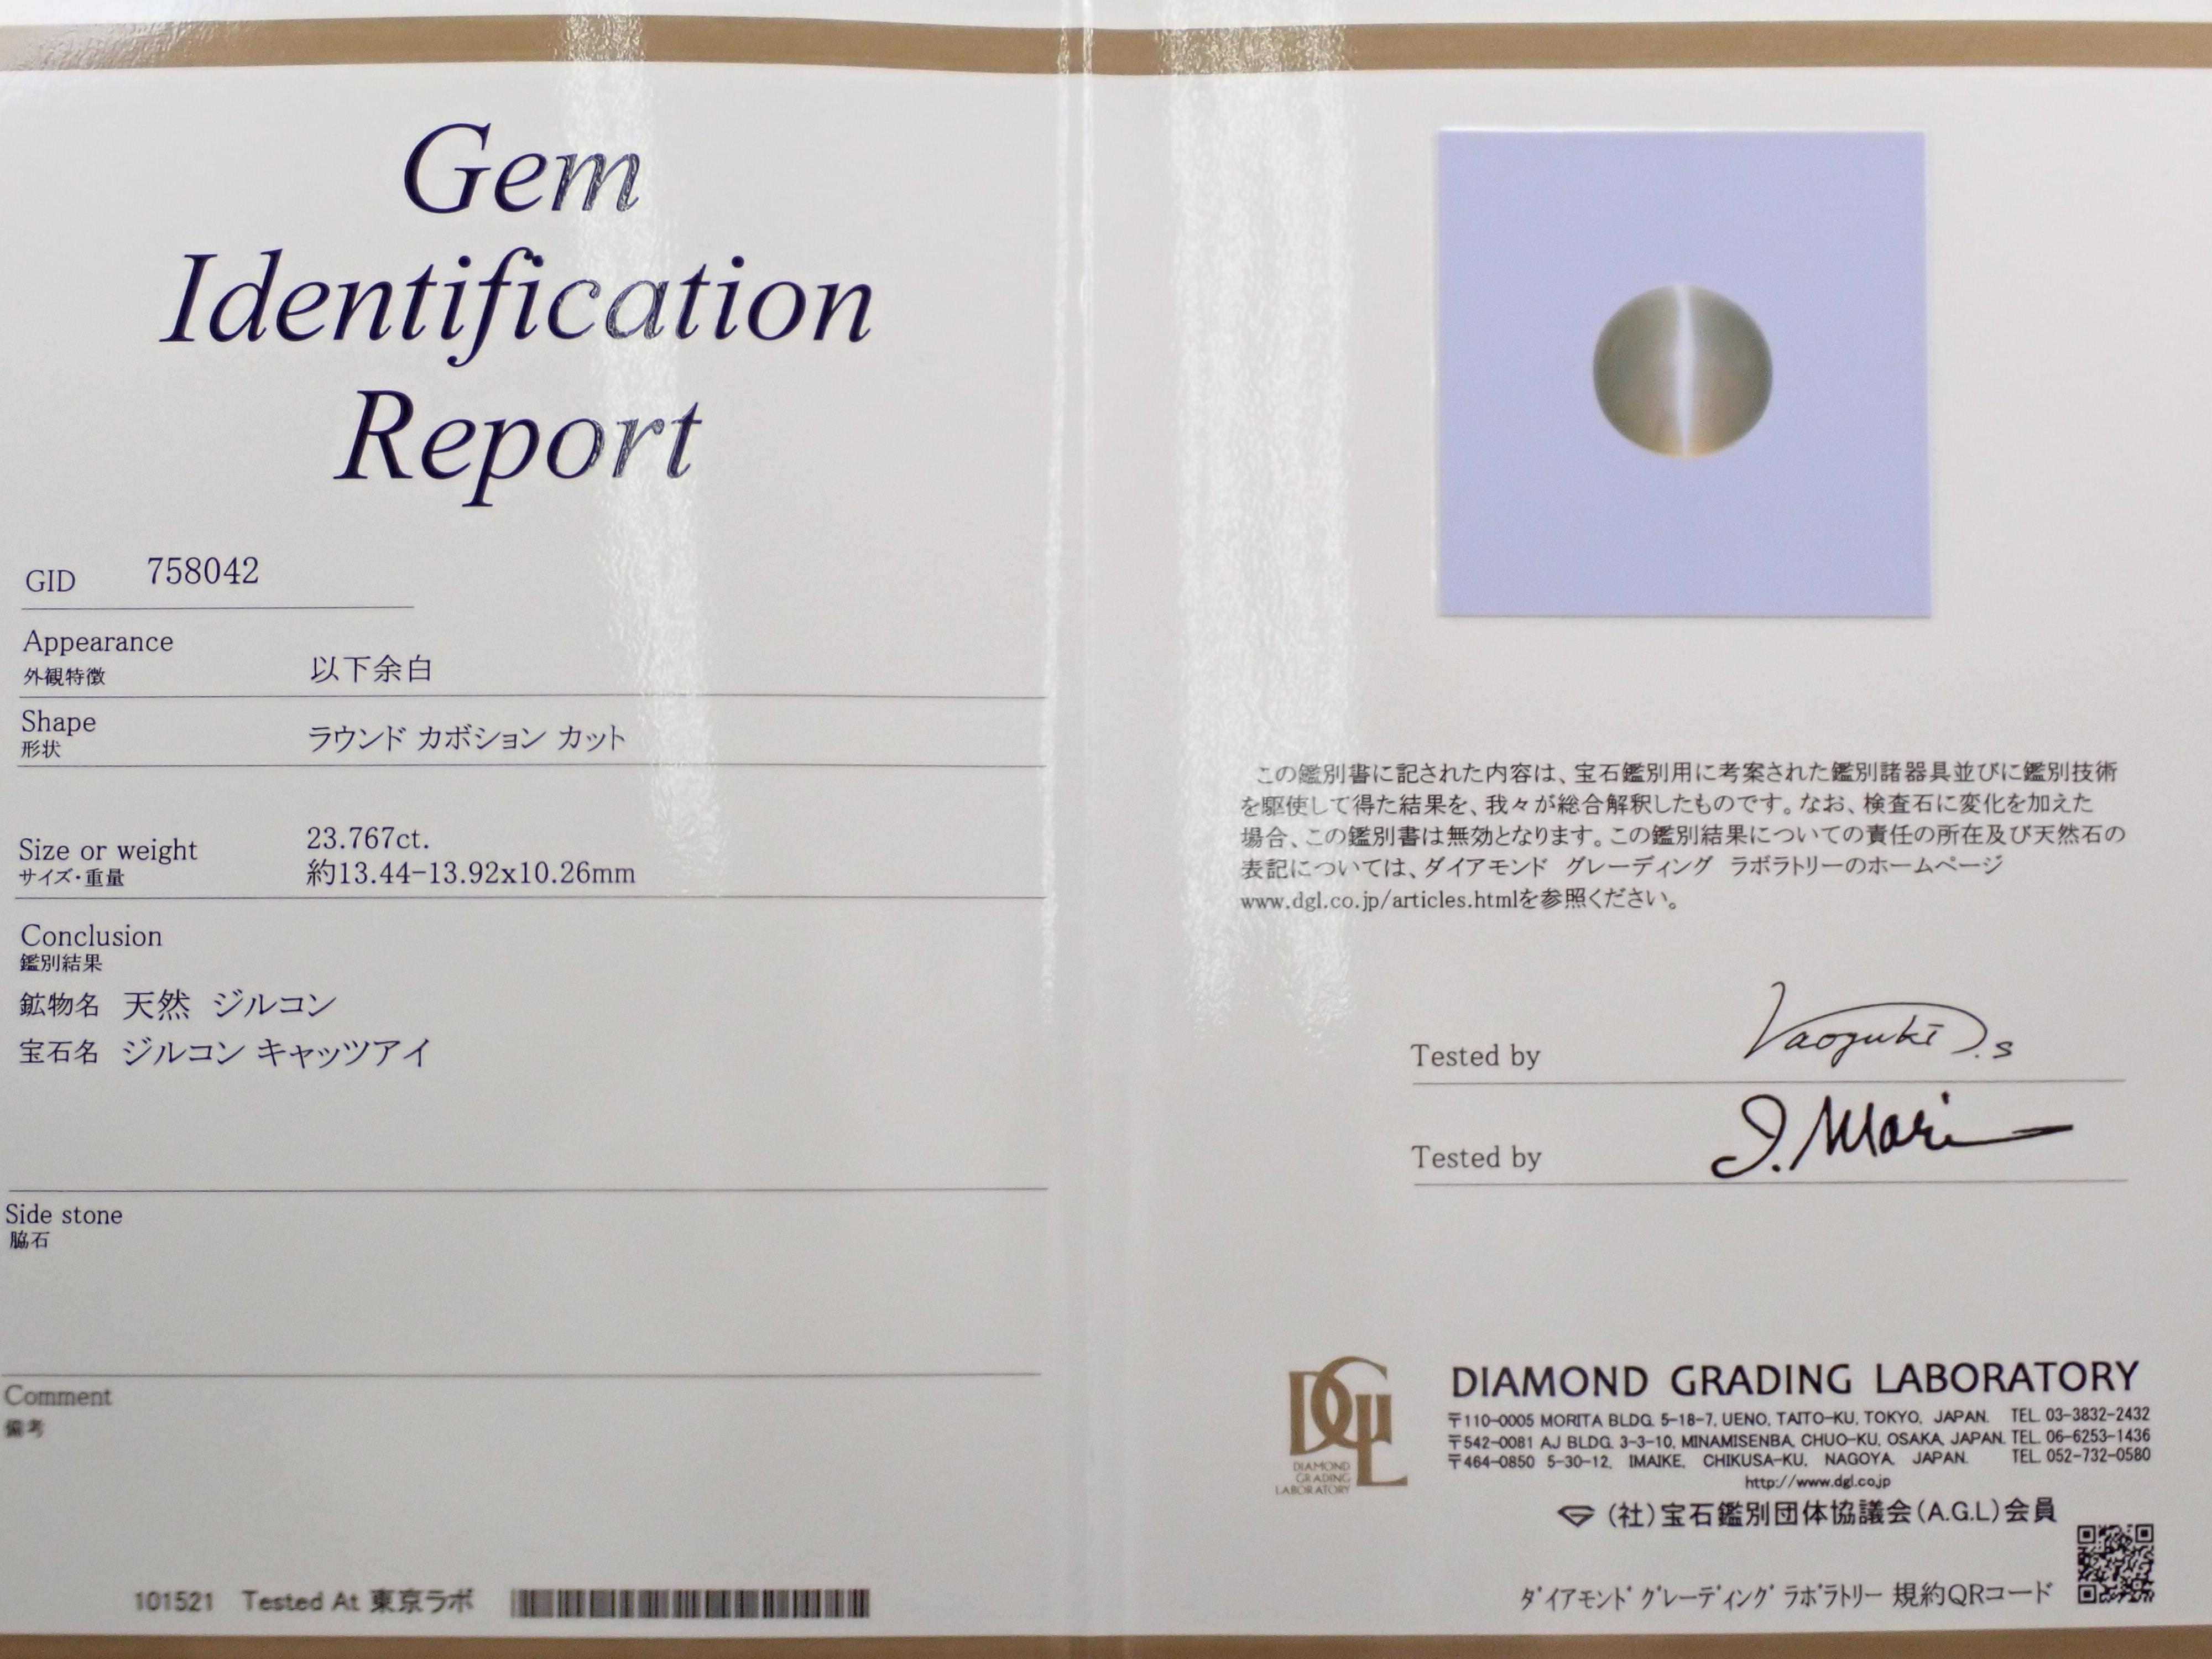 Gem
Identification
Report
GID 758042
Appearance
外観特徴 以下余白
Shape
形状 ラウンド カボション カット
Size or weight 23.767ct.
サイズ・重量 約13.44-13.92x10.26mm
Conclusion
鑑別結果
鉱物名 天然 ジルコン
宝石名 ジルコン キャッツアイ
Side stone
脇石
Comment
備考
101521 Tested At 東京ラボ
この鑑別書に記された内容は、宝石鑑別用に考案された鑑別諸器具並びに鑑別技術
を駆使して得た結果を、我々が総合解釈したものです。なお、検査石に変化を加えた
場合、この鑑別書は無効となります。この鑑別結果についての責任の所在及び天然石の
表記については、ダイアモンド グレーディング ラボラトリーのホームページ
www.dgl.co.jp/articles.htmlを参照ください。
Tested by
Tested by J. Mori
DGL
DIAMOND
GRADING
LABORATORY
DIAMOND GRADING LABORATORY
〒110-0005 MORITA BLDG. 5-18-7, UENO, TAITO-KU, TOKYO, JAPAN. TEL. 03-3832-2432
〒542-0081 AJ BLDG. 3-3-10, MINAMISENBA, CHUO-KU, OSAKA, JAPAN. TEL. 06-6253-1436
〒464-0850 5-30-12, IMAIKE, CHIKUSA-KU, NAGOYA, JAPAN. TEL. 052-732-0580
http://www.dgl.co.jp
(社)宝石鑑別団体協議会(A.G.L)会員
ダイアモンド グレーディング ラボラトリー 規約QRコード